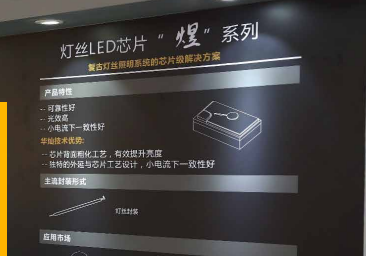 灯丝LED芯片“煜”系列
复古灯丝照明系统的芯片级解决方案
产品特性
-- 可靠性好
-- 光效高
-- 小电流下一致性好
华灿技术优势:
-- 芯片背面粗化工艺，有效提升亮度
-- 独特的外延与芯片工艺设计，小电流下一致性好
主流封装形式
灯丝封装
应用市场